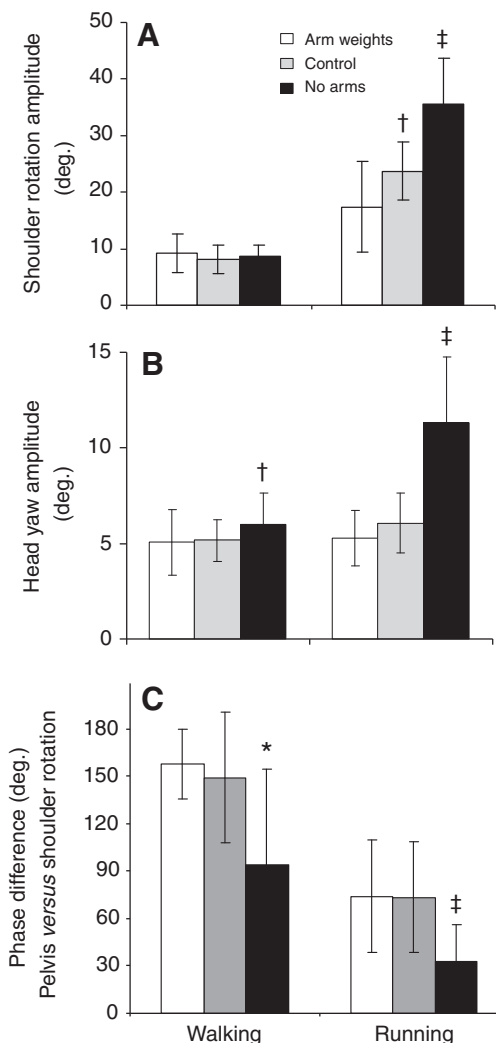 A
Shoulder rotation amplitude
(deg.)
50
40
30
20
10
0
Arm weights
Control
No arms
†
‡
B
Head yaw amplitude
(deg.)
15
10
5
0
†
‡
C
Phase difference (deg.)
Pelvis versus shoulder rotation
180
150
120
90
60
30
0
*
‡
Walking
Running